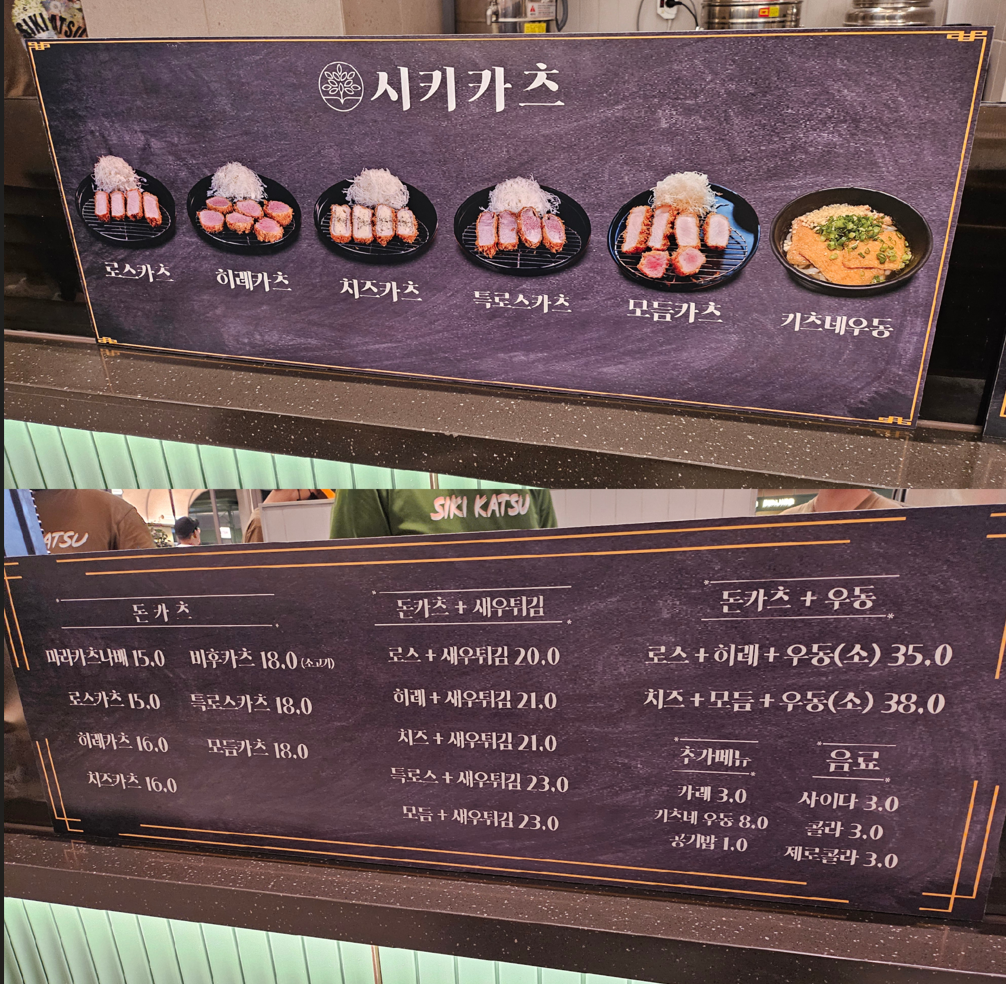 SIKI KATSU
시키카츠
로스카츠
히레카츠
치즈카츠
특로스카츠
모듬카츠
키츠네우동
ATSU
SIKI KATSU
돈카츠
마라카츠나베 15.0
비후카츠 18.0 (소고기)
로스카츠 15.0
특로스카츠 18.0
히레카츠 16.0
모듬카츠 18.0
치즈카츠 16.0
돈카츠 + 새우튀김
로스 + 새우튀김 20.0
히레 + 새우튀김 21.0
치즈 + 새우튀김 21.0
특로스 + 새우튀김 23.0
모듬 + 새우튀김 23.0
돈카츠 + 우동
로스 + 히레 + 우동(소) 35.0
치즈 + 모듬 + 우동(소) 38.0
추가메뉴
카레 3.0
키츠네 우동 8.0
공기밥 1.0
음료
사이다 3.0
콜라 3.0
제로콜라 3.0